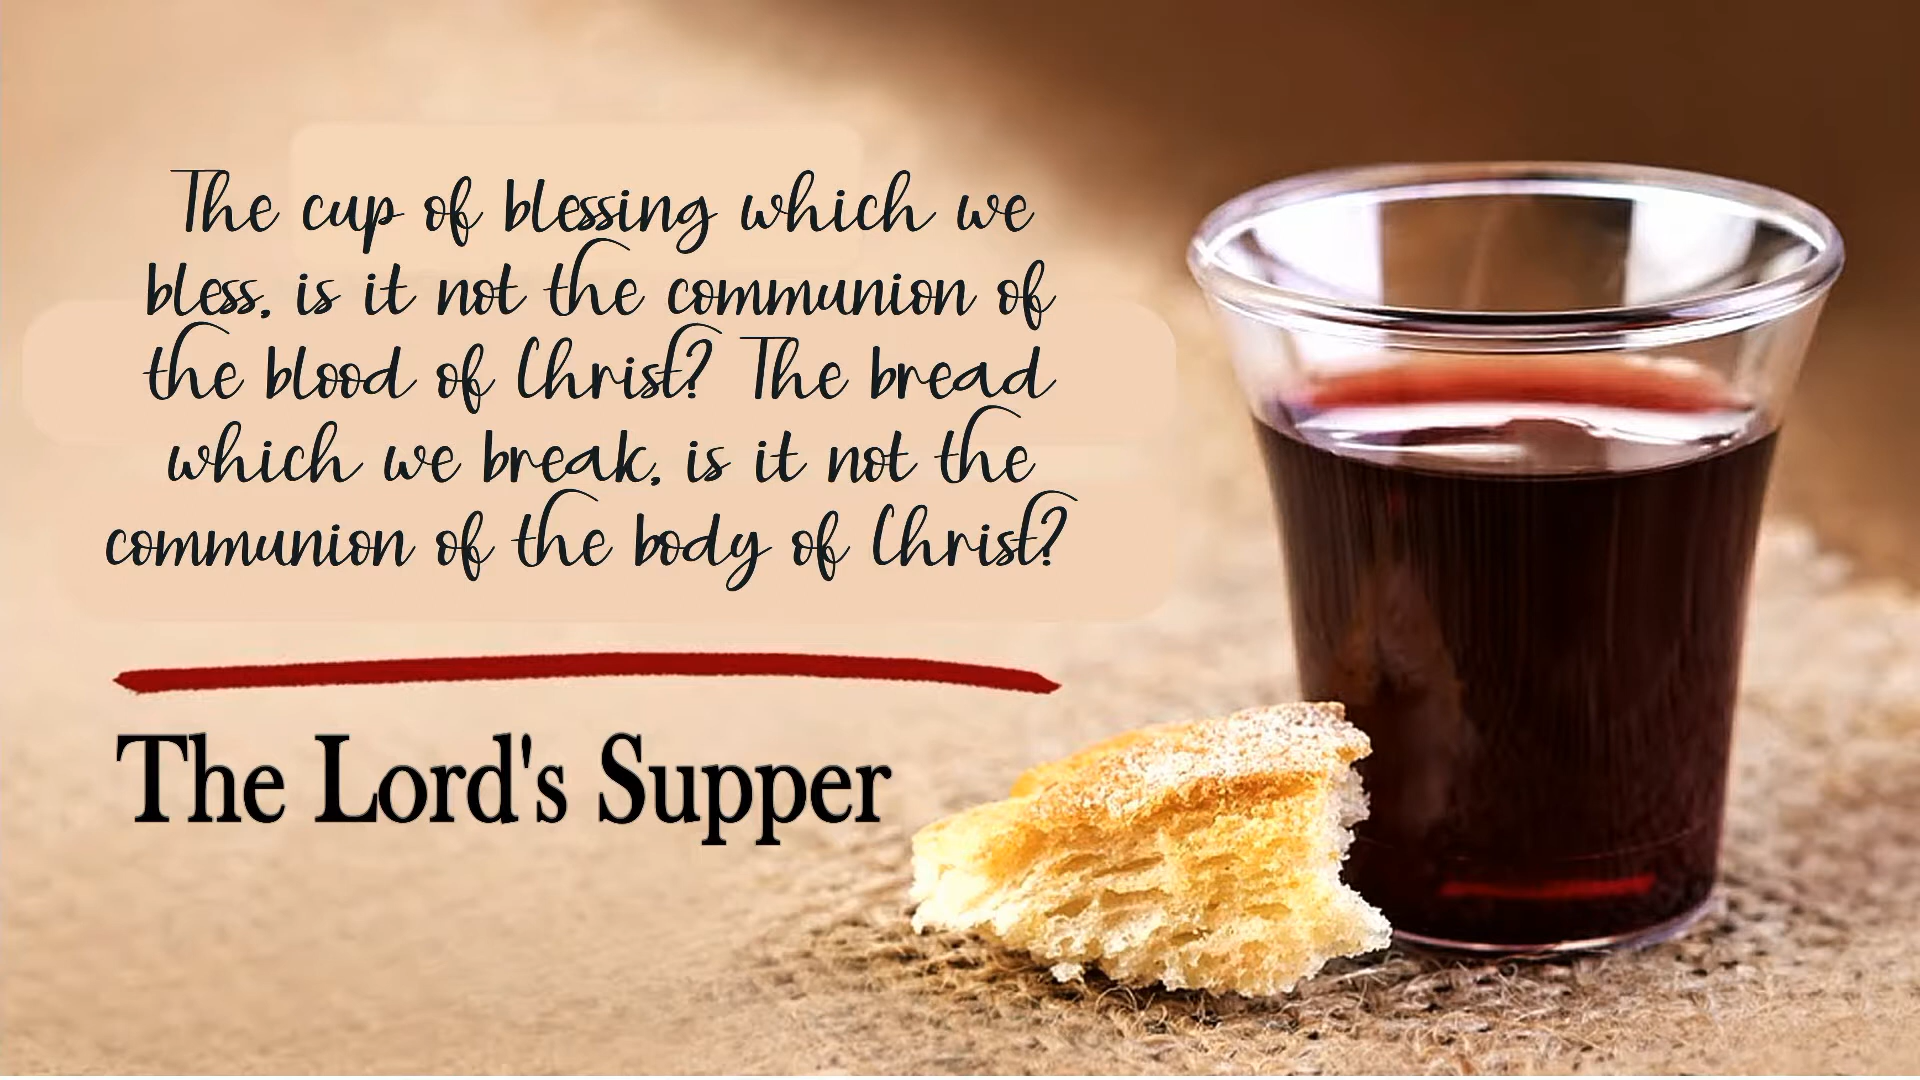 The cup of blessing which we
bless, is it not the communion of
the blood of Christ? The bread
which we break, is it not the
communion of the body of Christ?
The Lord's Supper